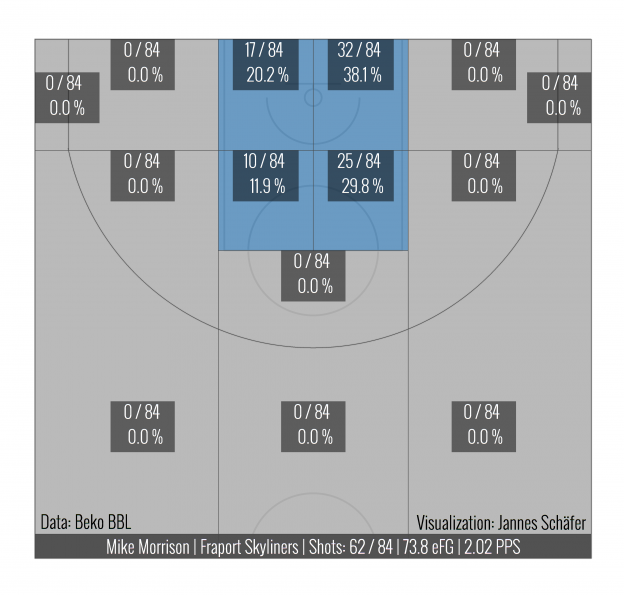 0 / 84
0.0 %
17 / 84
20.2 %
32 / 84
38.1 %
0 / 84
0.0 %
0 / 84
0.0 %
0 / 84
0.0 %
0 / 84
0.0 %
10 / 84
11.9 %
25 / 84
29.8 %
0 / 84
0.0 %
0 / 84
0.0 %
0 / 84
0.0 %
0 / 84
0.0 %
0 / 84
0.0 %
Data: Beko BBL
Visualization: Jannes Schäfer
Mike Morrison | Fraport Skyliners | Shots: 62 / 84 | 73.8 eFG | 2.02 PPS